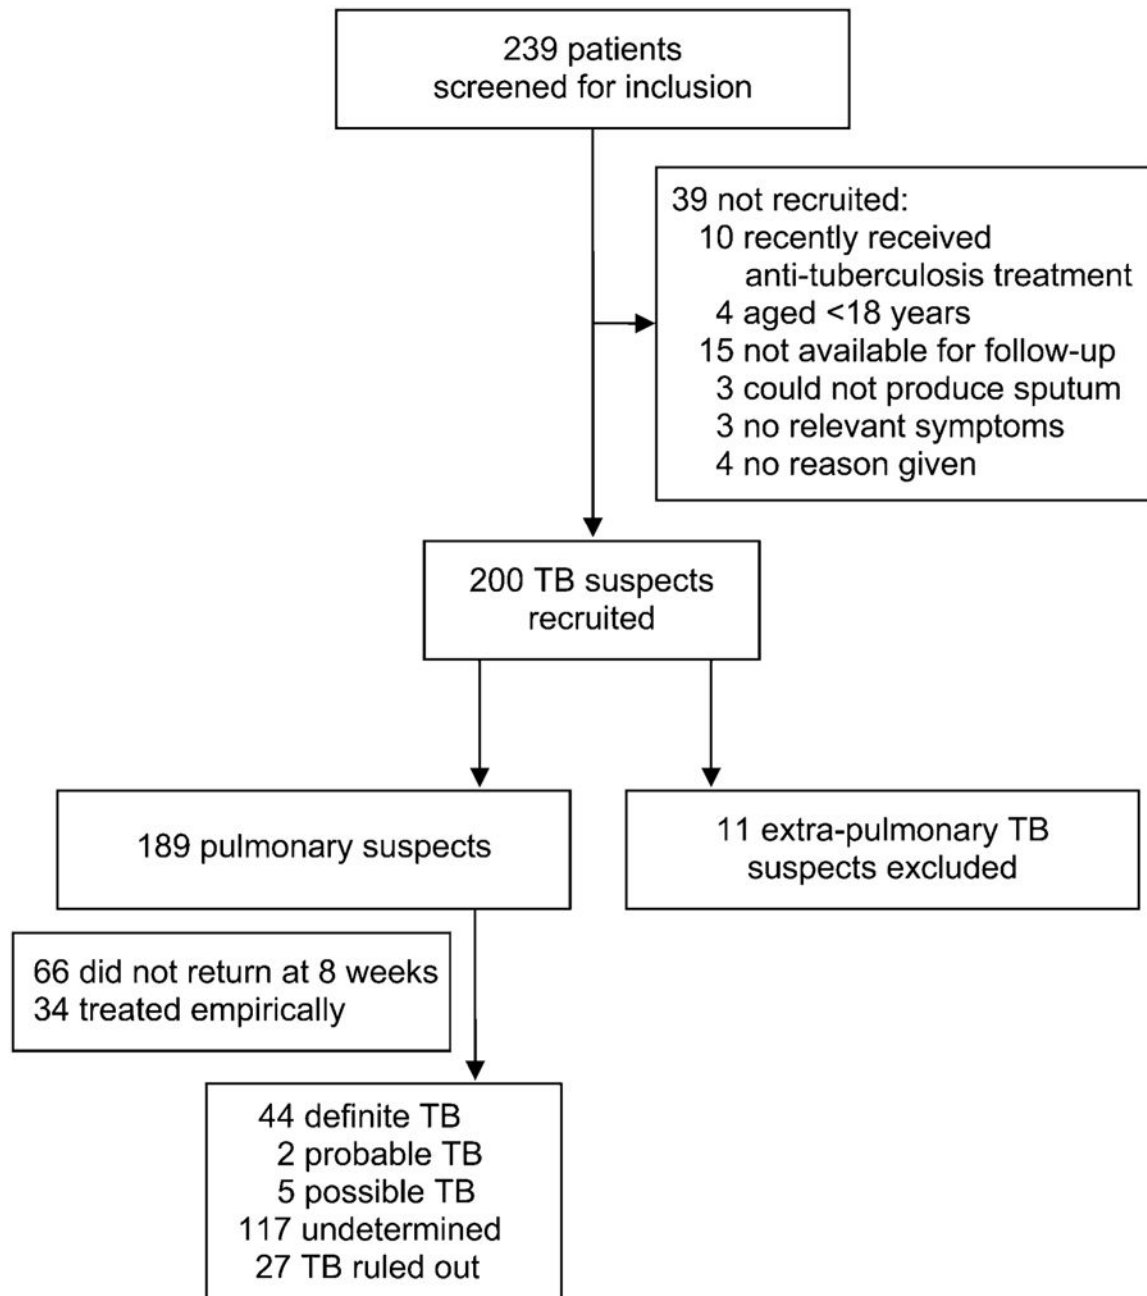 239 patients
screened for inclusion
39 not recruited:
10 recently received
anti-tuberculosis treatment
4 aged <18 years
15 not available for follow-up
3 could not produce sputum
3 no relevant symptoms
4 no reason given
200 TB suspects
recruited
189 pulmonary suspects
11 extra-pulmonary TB
suspects excluded
66 did not return at 8 weeks
34 treated empirically
44 definite TB
2 probable TB
5 possible TB
117 undetermined
27 TB ruled out